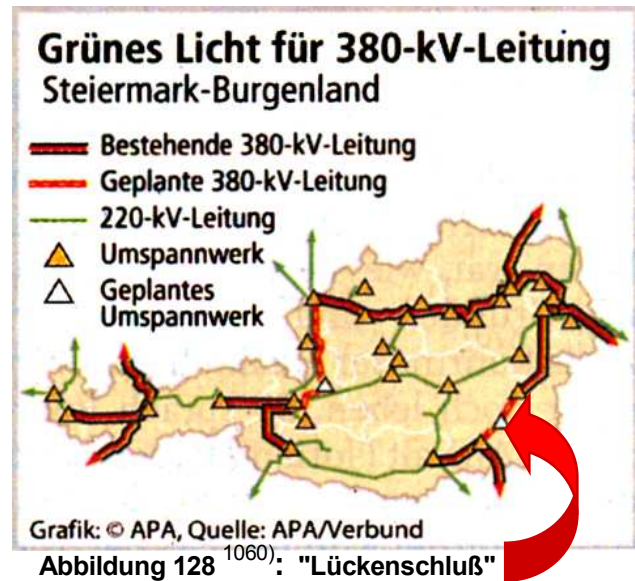 Grünes Licht für 380-kV-Leitung
Steiermark-Burgenland
Bestehende 380-kV-Leitung
Geplante 380-kV-Leitung
220-kV-Leitung
Umspannwerk
Geplantes
Umspannwerk
Grafik: © APA, Quelle: APA/Verbund
Abbildung 128 1060): "Lückenschluß"